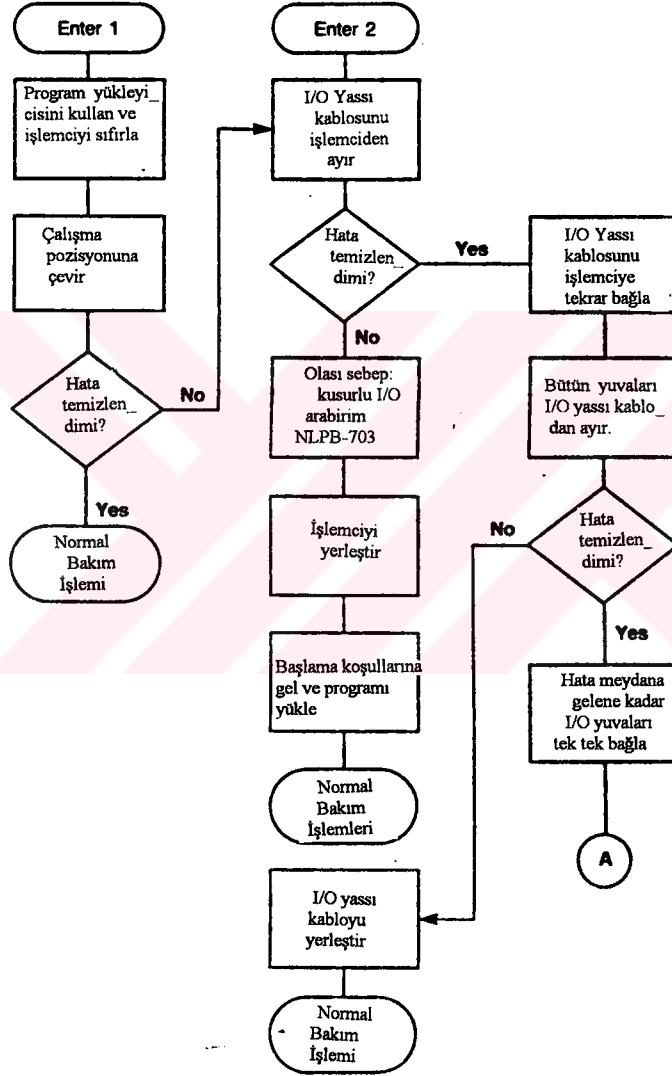 Enter 1
Program yükleyi_
cisini kullan ve
işlemciyi sıfırla
Çalışma
pozisyonuna
çevir
Hata
temizlen_
dimi?
No
Yes
Normal
Bakım
İşlemi
Enter 2
I/O Yassı
kablosunu
işlemciden
ayır
Hata
temizlen_
dimi?
Yes
No
Olası sebep:
kusurlu I/O
arabirim
NLPB-703
İşlemciyi
yerleştir
Başlama koşullarına
gel ve programı
yükle
Normal
Bakım
İşlemleri
I/O Yassı
kablosunu
işlemciye
tekrar bağla
Bütün yuvaları
I/O yassı kablo_
dan ayır.
Hata
temizlen_
dimi?
No
Yes
Hata meydana
gelene kadar
I/O yuvaları
tek tek bağla
A
I/O yassı
kabloyu
yerleştir
Normal
Bakım
İşlemi